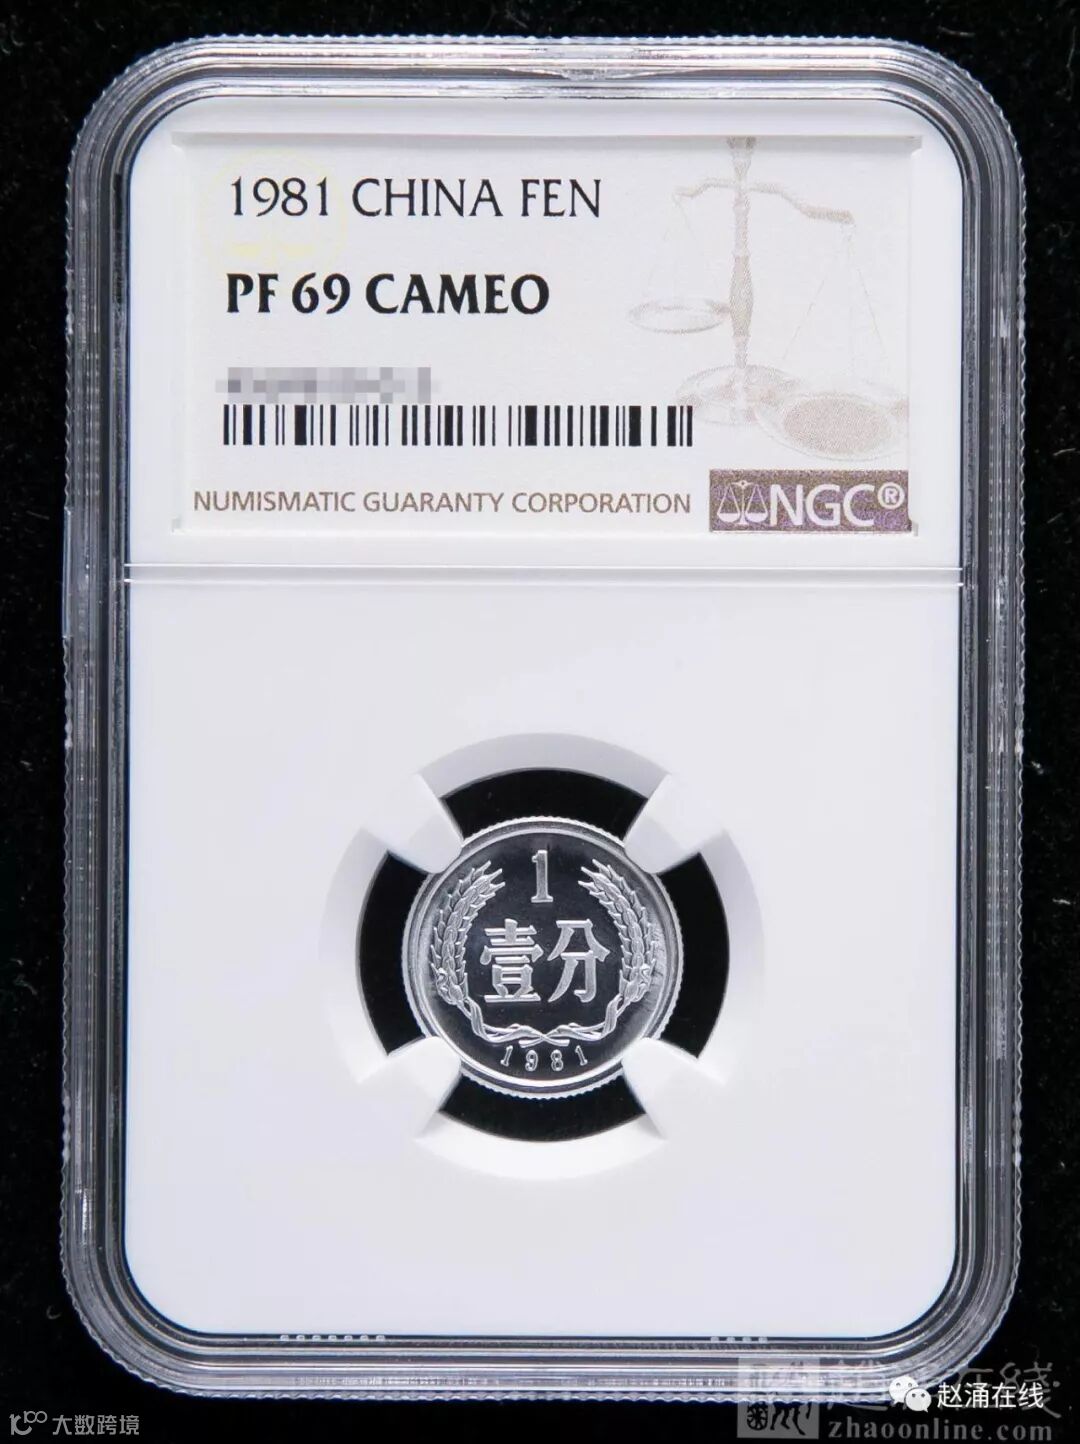 1981 CHINA FEN
PF 69 CAMEO
NUMISMATIC GUARANTY CORPORATION
NGC®
1
壹分
1981
赵涌在线
zhaoonline.com
大数跨境